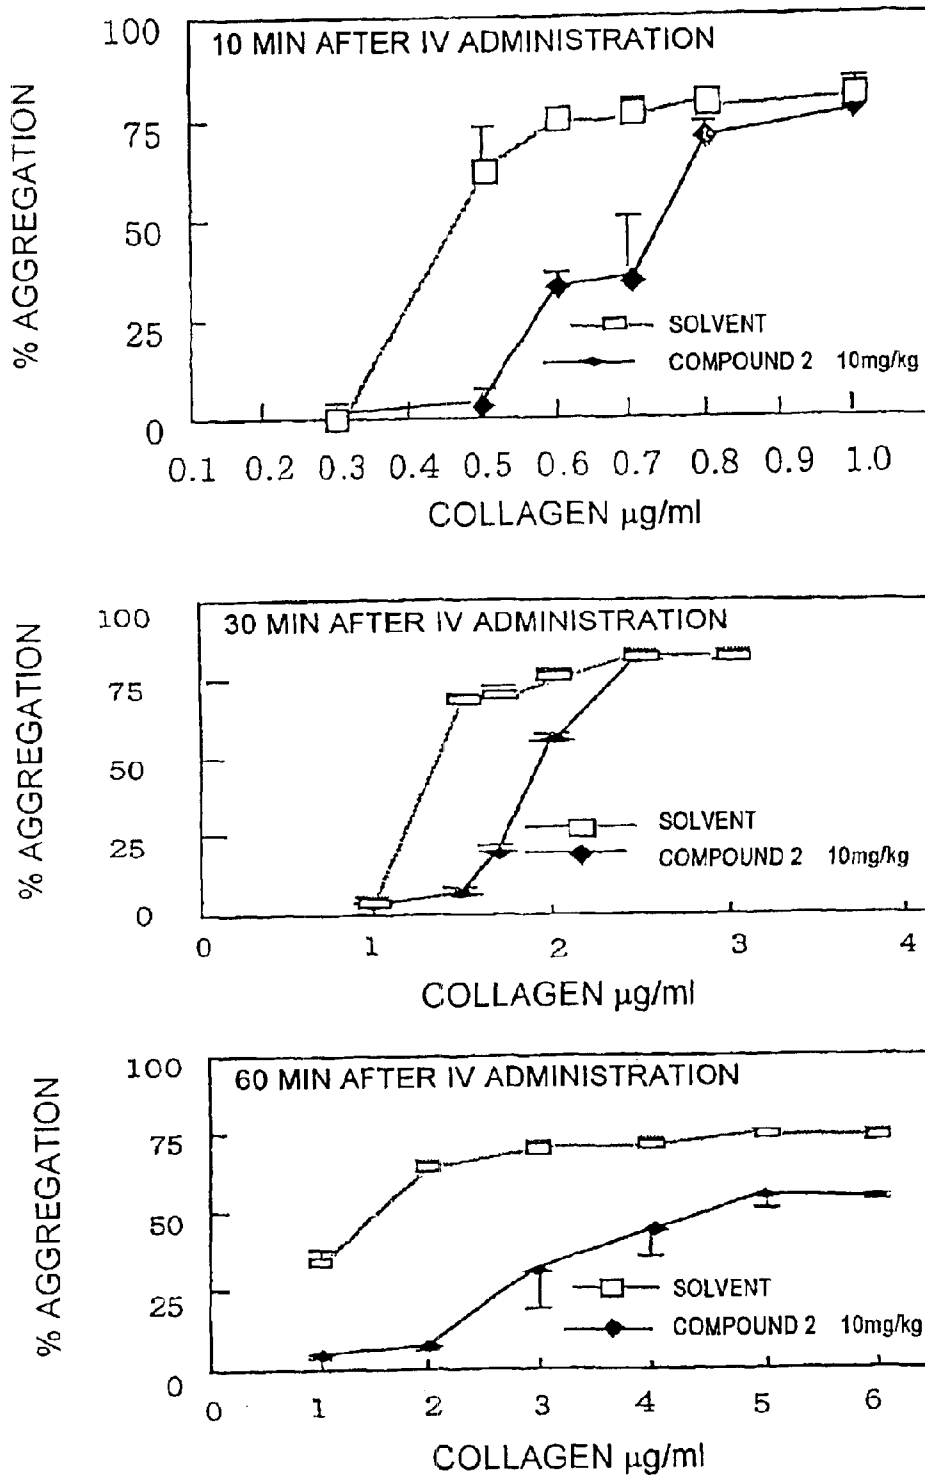 100
10 MIN AFTER IV ADMINISTRATION
75
50
25
0
% AGGREGATION
SOLVENT
COMPOUND 2 10mg/kg
0.1 0.2 0.3 0.4 0.5 0.6 0.7 0.8 0.9 1.0
COLLAGEN µg/ml
100
30 MIN AFTER IV ADMINISTRATION
75
50
25
0
% AGGREGATION
SOLVENT
COMPOUND 2 10mg/kg
0 1 2 3 4
COLLAGEN µg/ml
100
60 MIN AFTER IV ADMINISTRATION
75
50
25
0
% AGGREGATION
SOLVENT
COMPOUND 2 10mg/kg
0 1 2 3 4 5 6
COLLAGEN µg/ml